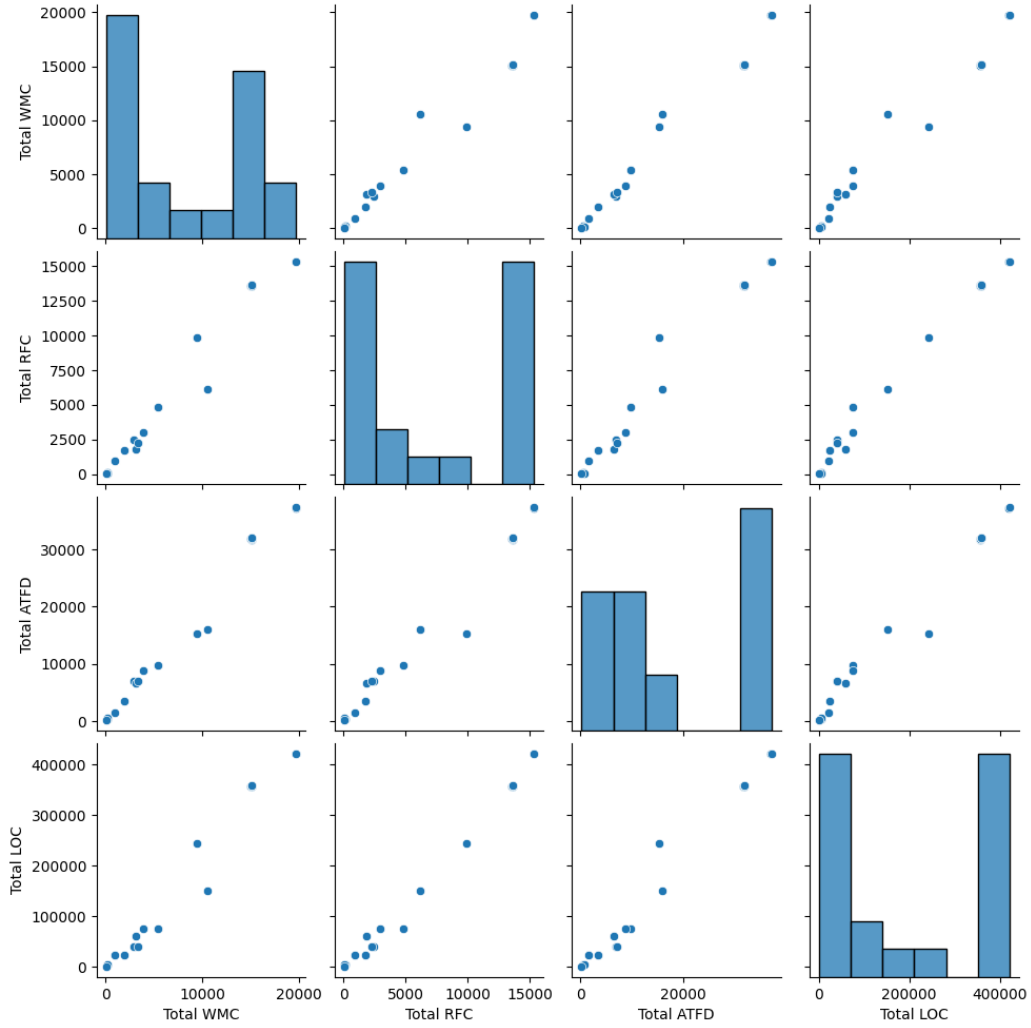 20000
15000
10000
5000
0
Total WMC
15000
12500
10000
7500
5000
2500
0
Total RFC
30000
20000
10000
0
Total ATFD
400000
300000
200000
100000
0
Total LOC
0 10000 20000
Total WMC
0 5000 10000 15000
Total RFC
0 20000
Total ATFD
0 200000 400000
Total LOC